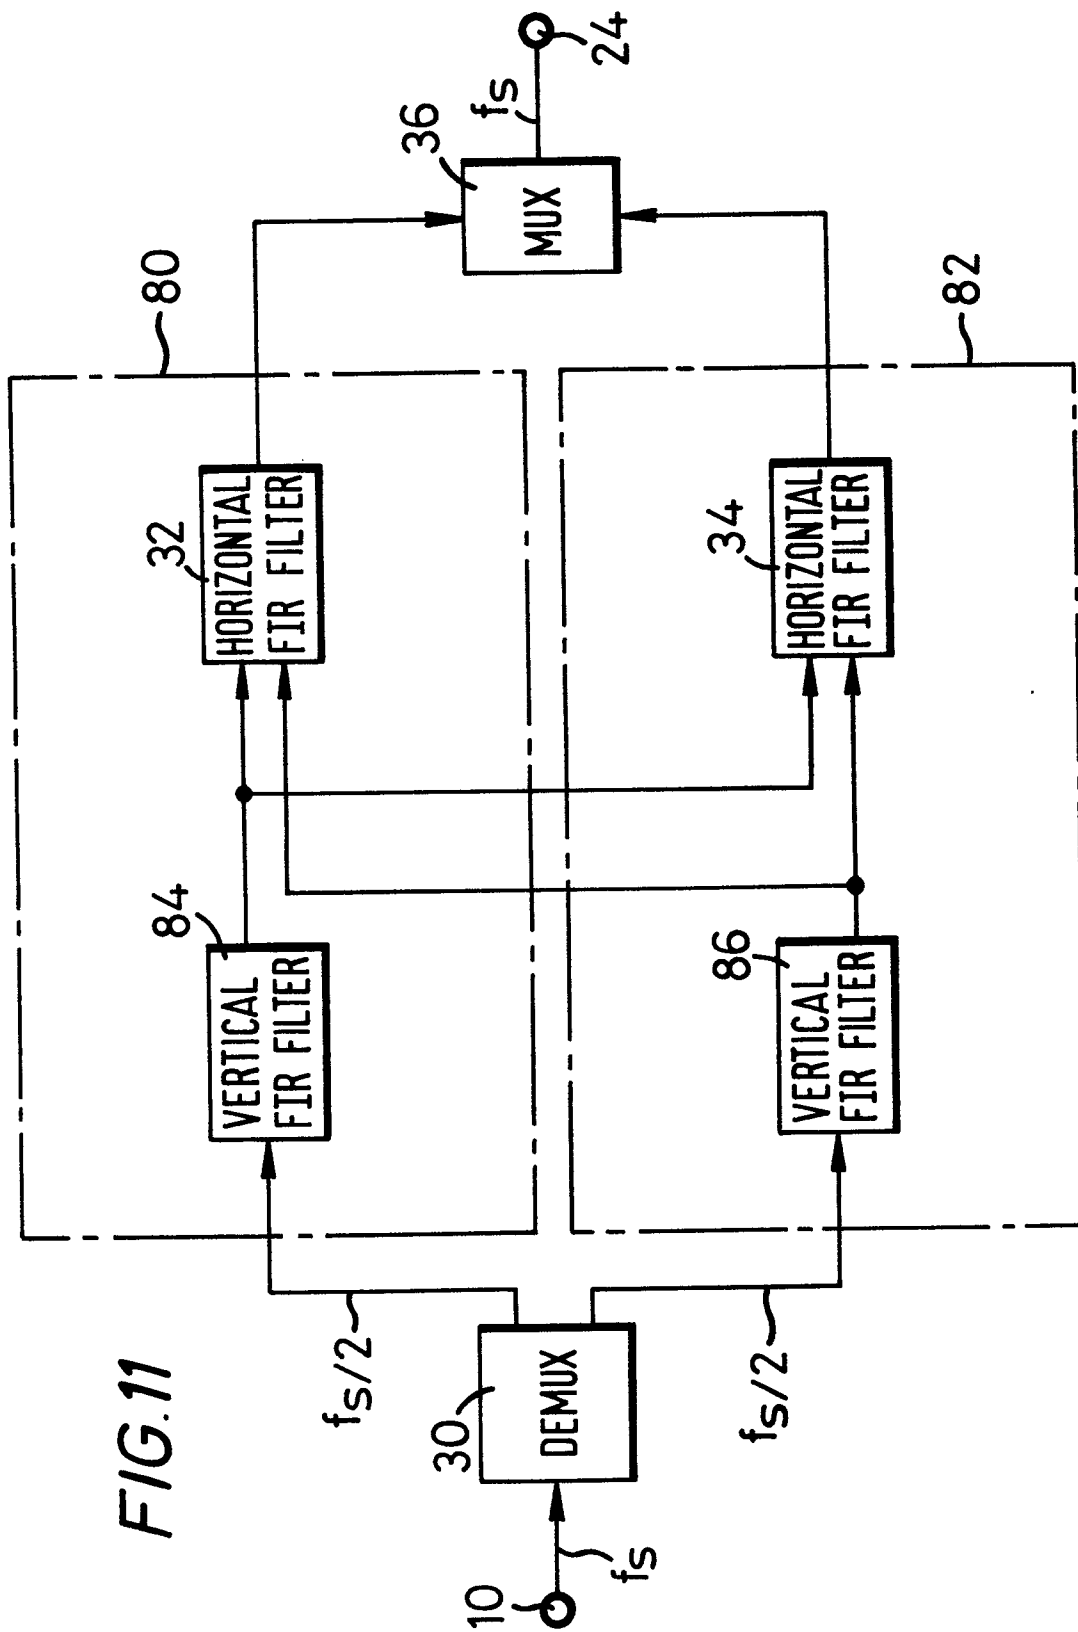 FIG.11
10
fs
30
DEMUX
fs/2
fs/2
80
84
VERTICAL
FIR FILTER
32
HORIZONTAL
FIR FILTER
82
86
VERTICAL
FIR FILTER
34
HORIZONTAL
FIR FILTER
36
MUX
fs
24